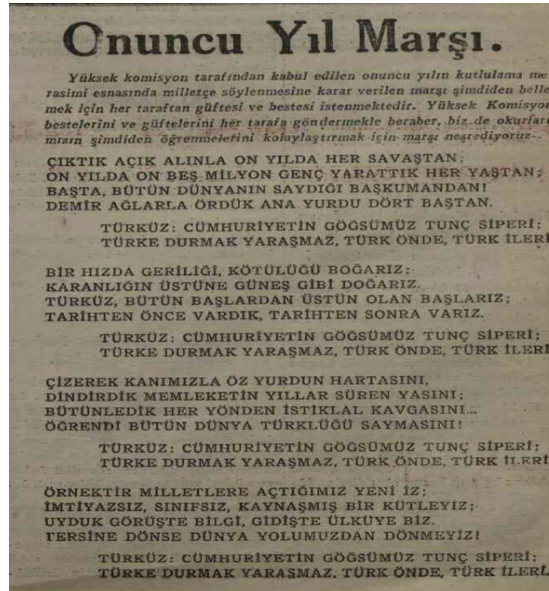 Onuncu Yıl Marşı.
Yüksek komisyon tarafından kabul edilen onuncu yılın kutlulama me
rasimi esnasında milletçe söylenmesine karar verilen marşı şimdiden belle
mek için her taraftan güftesi ve bestesi istenmektedir. Yüksek Komisyon
bestelerini ve güftelerini her tarafa göndermekle beraber, biz de okurları
mızın şimdiden öğrenmelerini kolaylaştırmak için marşı neşrediyoruz.
ÇIKTIK AÇIK ALINLA ON YILDA HER SAVAŞTAN;
ON YILDA ON BEŞ MİLYON GENÇ YARATTIK HER YAŞTAN;
BAŞTA, BÜTÜN DÜNYANIN SAYDIĞI BAŞKUMANDAN!
DEMİR AĞLARLA ÖRDÜK ANA YURDU DÖRT BAŞTAN.
TÜRKÜZ: CÜMHURİYETİN GÖĞSÜMÜZ TUNÇ SİPERİ;
TÜRKE DURMAK YARAŞMAZ, TÜRK ÖNDE, TÜRK İLERİ
BİR HIZDA GERİLİĞİ, KÖTÜLÜĞÜ BOĞARIZ;
KARANLIĞIN ÜSTÜNE GÜNEŞ GİBİ DOĞARIZ.
TÜRKÜZ, BÜTÜN BAŞLARDAN ÜSTÜN OLAN BAŞLARIZ;
TARİHTEN ÖNCE VARDIK, TARİHTEN SONRA VARIZ.
TÜRKÜZ: CÜMHURİYETİN GÖĞSÜMÜZ TUNÇ SİPERİ;
TÜRKE DURMAK YARAŞMAZ, TÜRK ÖNDE, TÜRK İLERİ
ÇİZEREK KANIMIZLA ÖZ YURDUN HARTASINI,
DİNDİRDİK MEMLEKETİN YILLAR SÜREN YASINI;
BÜTÜNLEDİK HER YÖNDEN İSTİKLAL KAVGASINI...
ÖĞRENDİ BÜTÜN DÜNYA TÜRKLÜĞÜ SAYMASINI!
TÜRKÜZ: CÜMHURİYETİN GÖĞSÜMÜZ TUNÇ SİPERİ;
TÜRKE DURMAK YARAŞMAZ, TÜRK ÖNDE, TÜRK İLERİ
ÖRNEKTİR MİLLETLERE AÇTIĞIMIZ YENİ İZ;
İMTİYAZSIZ, SINIFSIZ, KAYNAŞMIŞ BİR KÜTLEYİZ;
UYDUK GÖRÜŞTE BİLGİ, GİDİŞTE ÜLKÜYE BİZ.
TERSİNE DÖNSE DÜNYA YOLUMUZDAN DÖNMEYİZ!
TÜRKÜZ: CÜMHURİYETİN GÖĞSÜMÜZ TUNÇ SİPERİ;
TÜRKE DURMAK YARAŞMAZ, TÜRK ÖNDE, TÜRK İLERİ